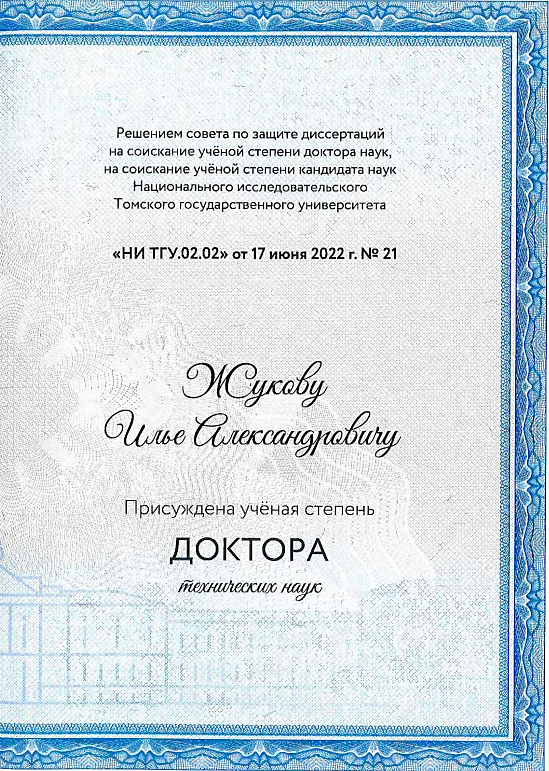 Решением совета по защите диссертаций
на соискание учёной степени доктора наук,
на соискание учёной степени кандидата наук
Национального исследовательского
Томского государственного университета
«НИ ТГУ.02.02» от 17 июня 2022 г. № 21
Жукову
Илье Александровичу
Присуждена учёная степень
ДОКТОРА
технических наук